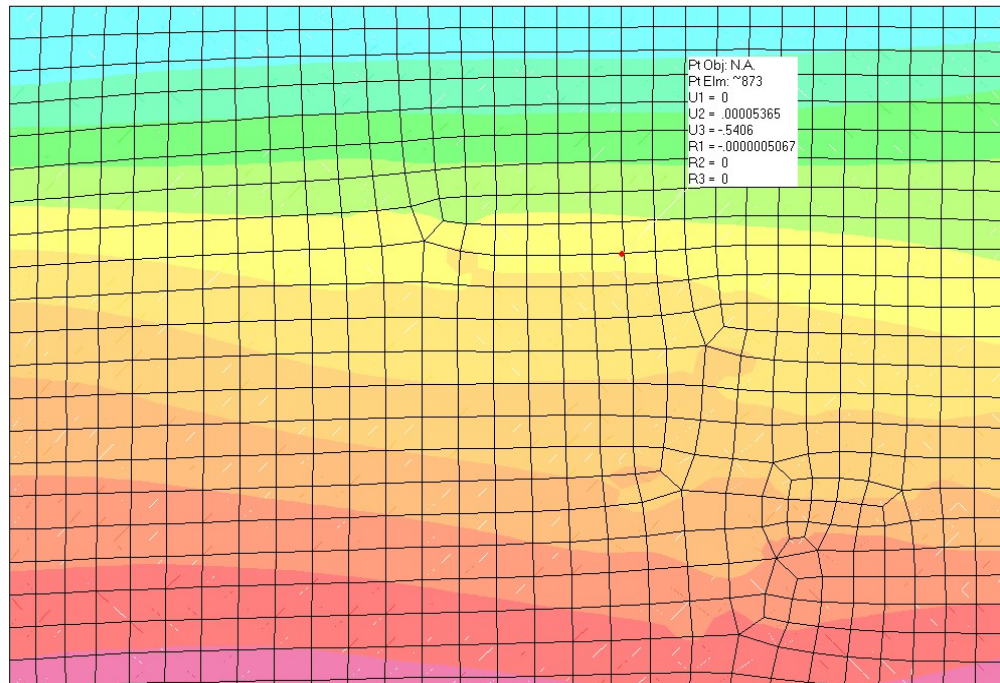 Pt Obj: N.A.
Pt Elm: ~873
U1 = 0
U2 = .00005365
U3 = -.5406
R1 = -.0000005067
R2 = 0
R3 = 0